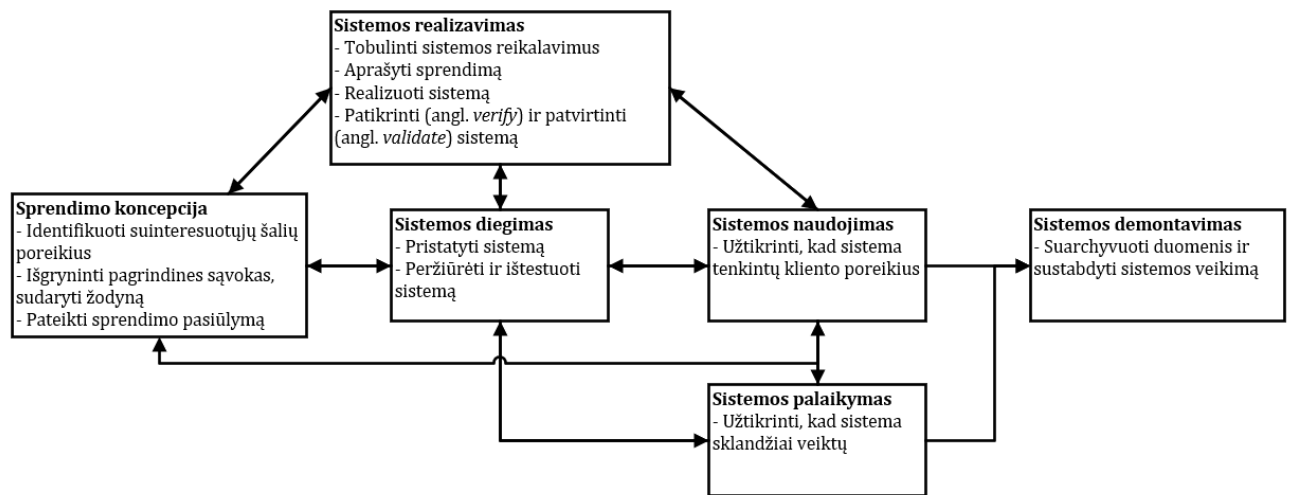 Sistemos realizavimas
- Tobulinti sistemos reikalavimus
- Aprašyti sprendimą
- Realizuoti sistemą
- Patikrinti (angl. verify) ir patvirtinti
(angl. validate) sistemą
Sprendimo koncepcija
- Identifikuoti suinteresuotųjų šalių
poreikius
- Išgryninti pagrindines sąvokas,
sudaryti žodyną
- Pateikti sprendimo pasiūlymą
Sistemos diegimas
- Pristatyti sistemą
- Peržiūrėti ir ištestuoti
sistemą
Sistemos naudojimas
- Užtikrinti, kad sistema
tenkintų kliento poreikius
Sistemos demontavimas
- Suarchyvuoti duomenis ir
sustabdyti sistemos veikimą
Sistemos palaikymas
- Užtikrinti, kad sistema
sklandžiai veiktų